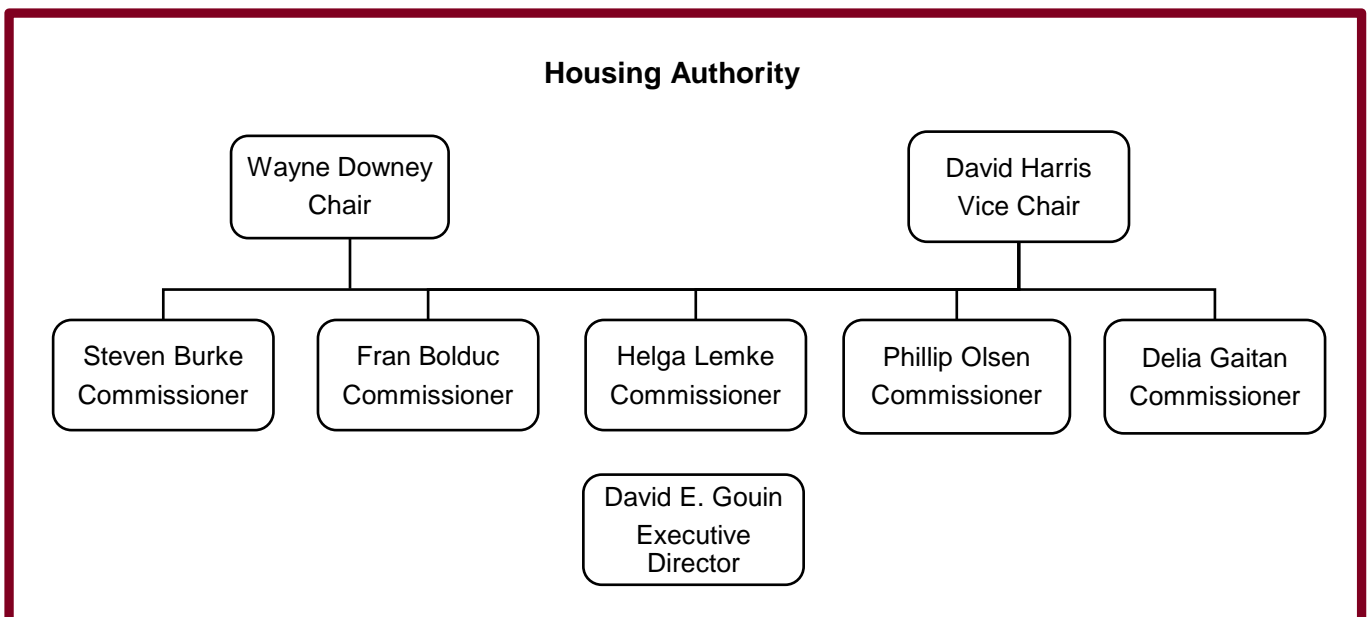 Housing Authority
Wayne Downey
Chair
David Harris
Vice Chair
Steven Burke
Commissioner
Fran Bolduc
Commissioner
Helga Lemke
Commissioner
Phillip Olsen
Commissioner
Delia Gaitan
Commissioner
David E. Gouin
Executive
Director